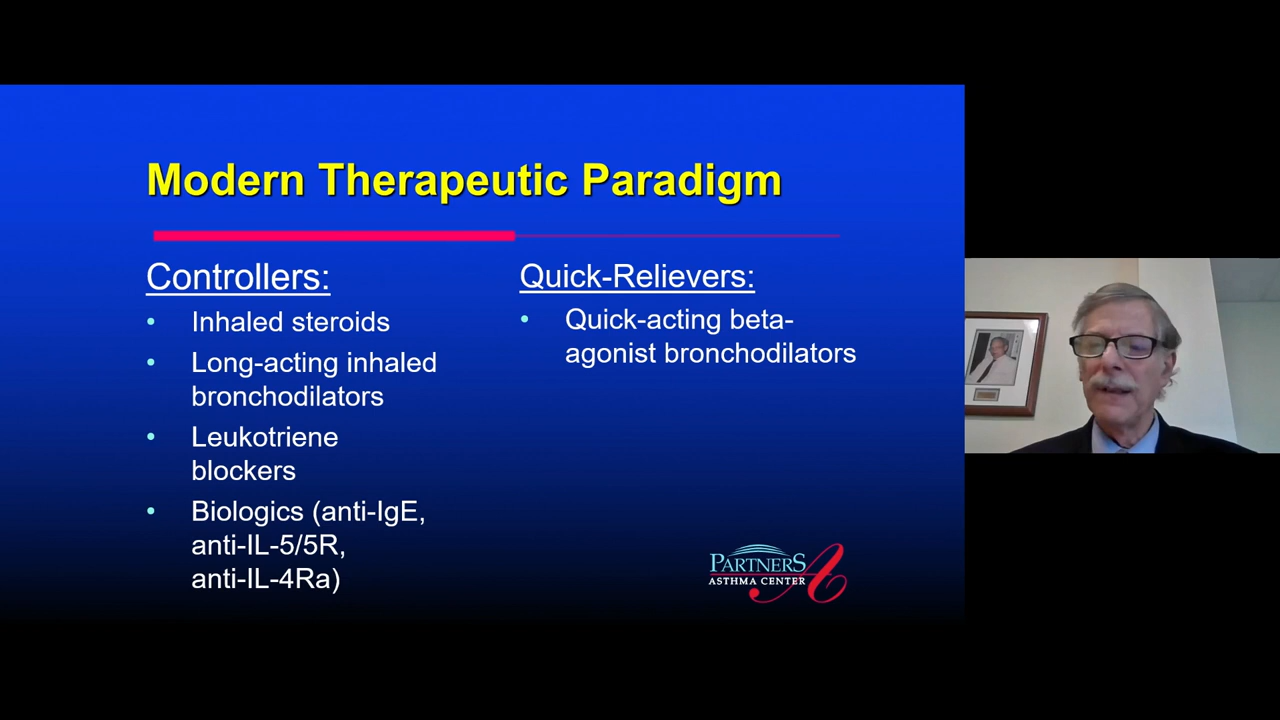 Modern Therapeutic Paradigm
Controllers:
• Inhaled steroids
• Long-acting inhaled
bronchodilators
• Leukotriene
blockers
• Biologics (anti-IgE,
anti-IL-5/5R,
anti-IL-4Ra)
Quick-Relievers:
• Quick-acting beta-
agonist bronchodilators
PARTNERS
ASTHMA CENTER